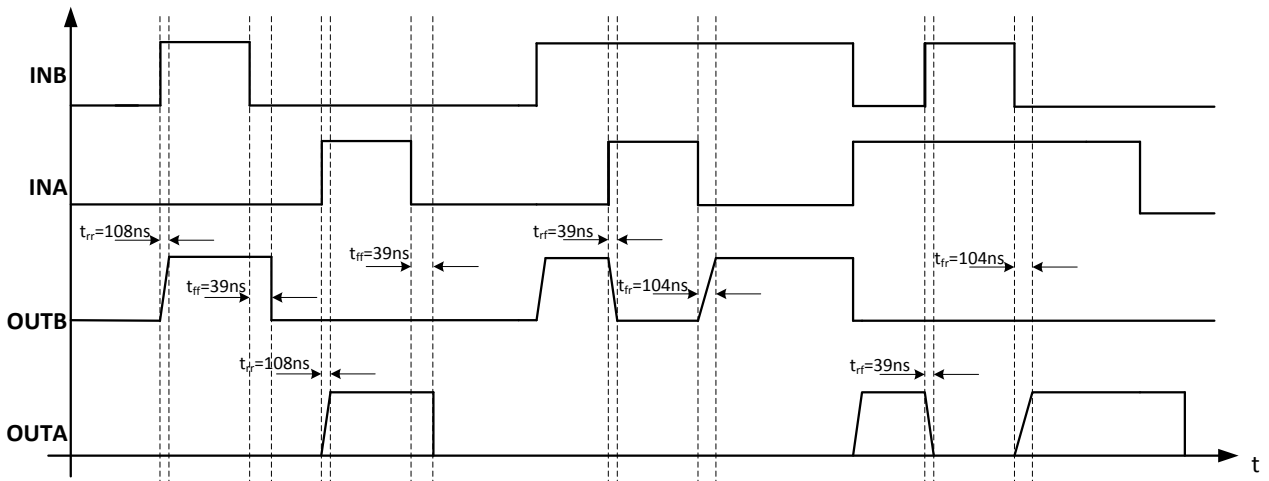 INB
INA
t_rr=108ns
t_ff=39ns
t_ff=39ns
t_rf=39ns
t_fr=104ns
t_fr=104ns
OUTB
t_rr=108ns
t_rf=39ns
OUTA
t